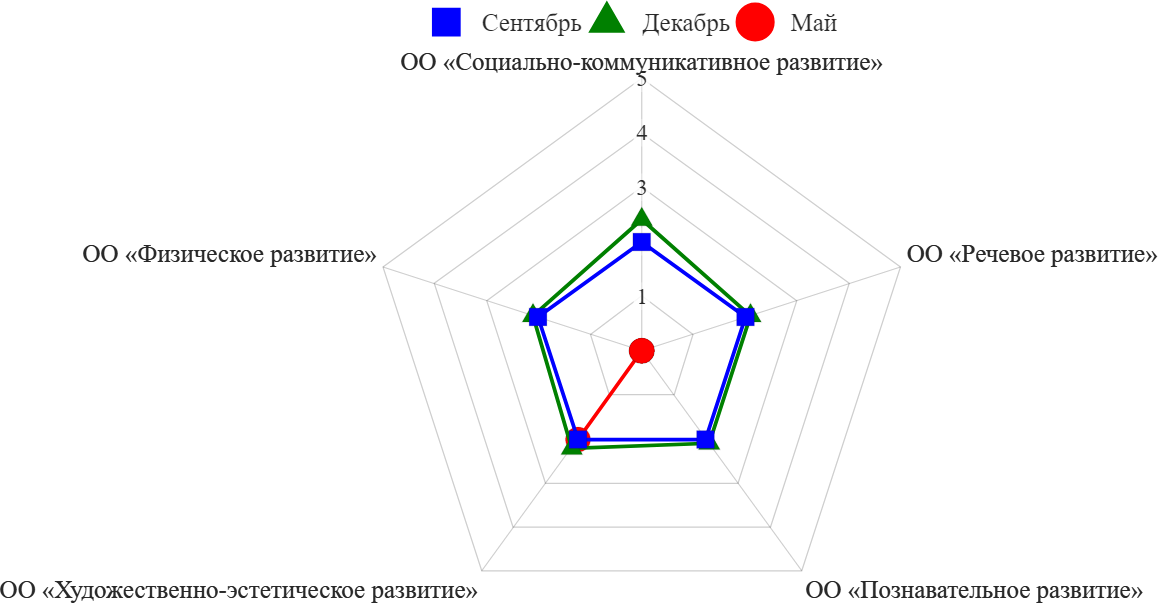 Сентябрь Декабрь Май
ОО «Социально-коммуникативное развитие»
5
4
3
ОО «Физическое развитие» ОО «Речевое развитие»
1
ОО «Художественно-эстетическое развитие» ОО «Познавательное развитие»